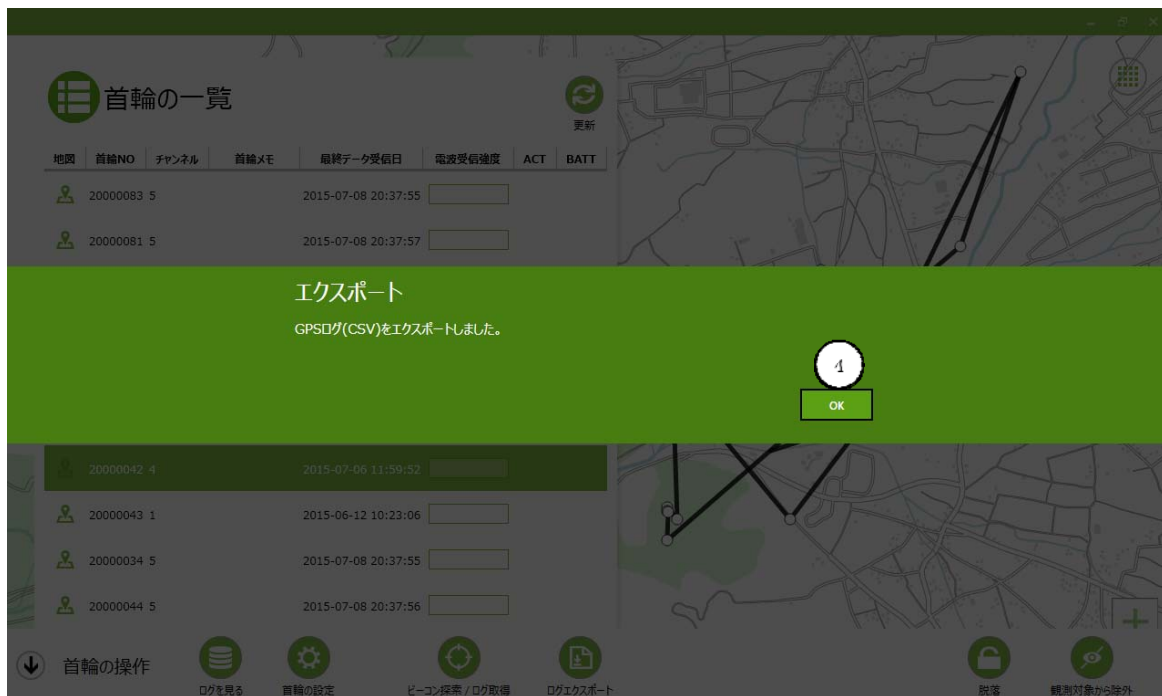 首輪の一覧
更新
地図 首輪NO チャンネル 首輪メモ 最終データ受信日 電波受信強度 ACT BATT
20000083 5 2015-07-08 20:37:55
20000081 5 2015-07-08 20:37:57
エクスポート
GPSログ(CSV)をエクスポートしました。
1
OK
20000042 4 2015-07-06 11:59:52
20000043 1 2015-06-12 10:23:06
20000034 5 2015-07-08 20:37:55
20000044 5 2015-07-08 20:37:56
首輪の操作
ログを見る 首輪の設定 ビーコン探索 / ログ取得 ログエクスポート 脱落 観測対象から除外